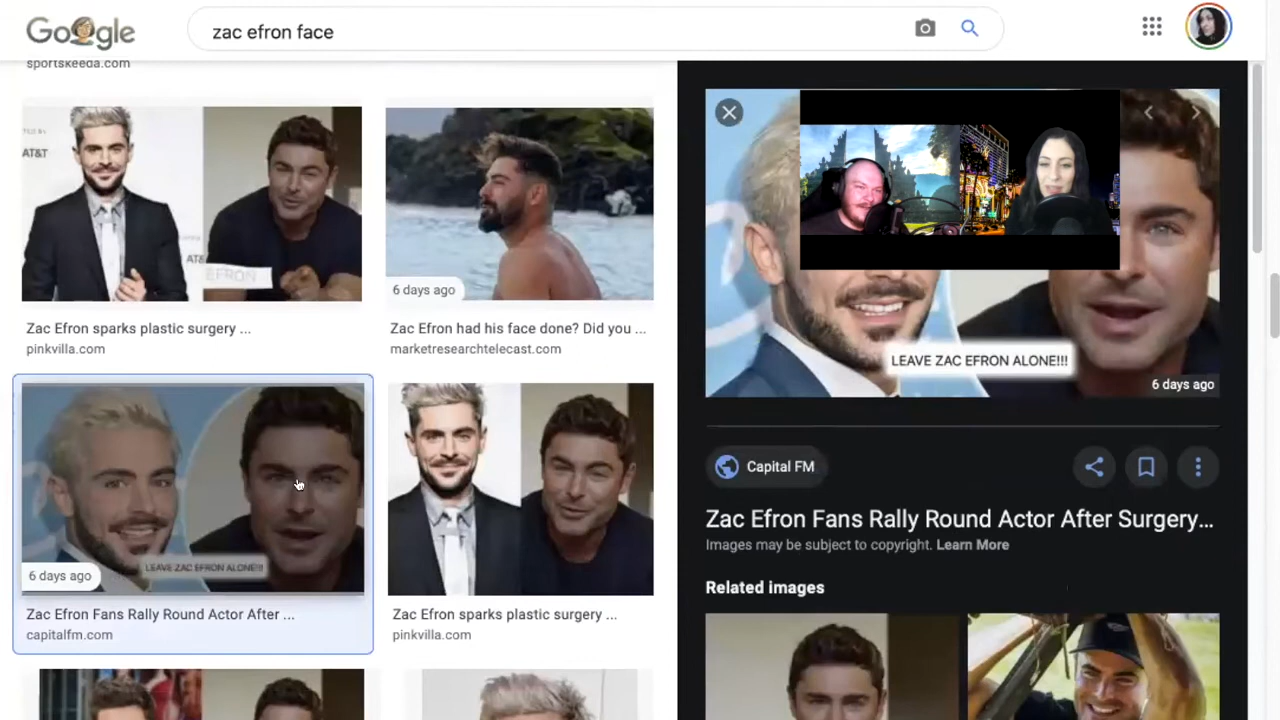 Google
zac efron face
sportskeeda.com
AT&T
AT&T
EFRON
Zac Efron sparks plastic surgery ...
pinkvilla.com
6 days ago
Zac Efron had his face done? Did you ...
marketresearchtelecast.com
LEAVE ZAC EFRON ALONE!!!
6 days ago
Zac Efron Fans Rally Round Actor After ...
capitalfm.com
Zac Efron sparks plastic surgery ...
pinkvilla.com
LEAVE ZAC EFRON ALONE!!!
6 days ago
Capital FM
Zac Efron Fans Rally Round Actor After Surgery...
Images may be subject to copyright. Learn More
Related images